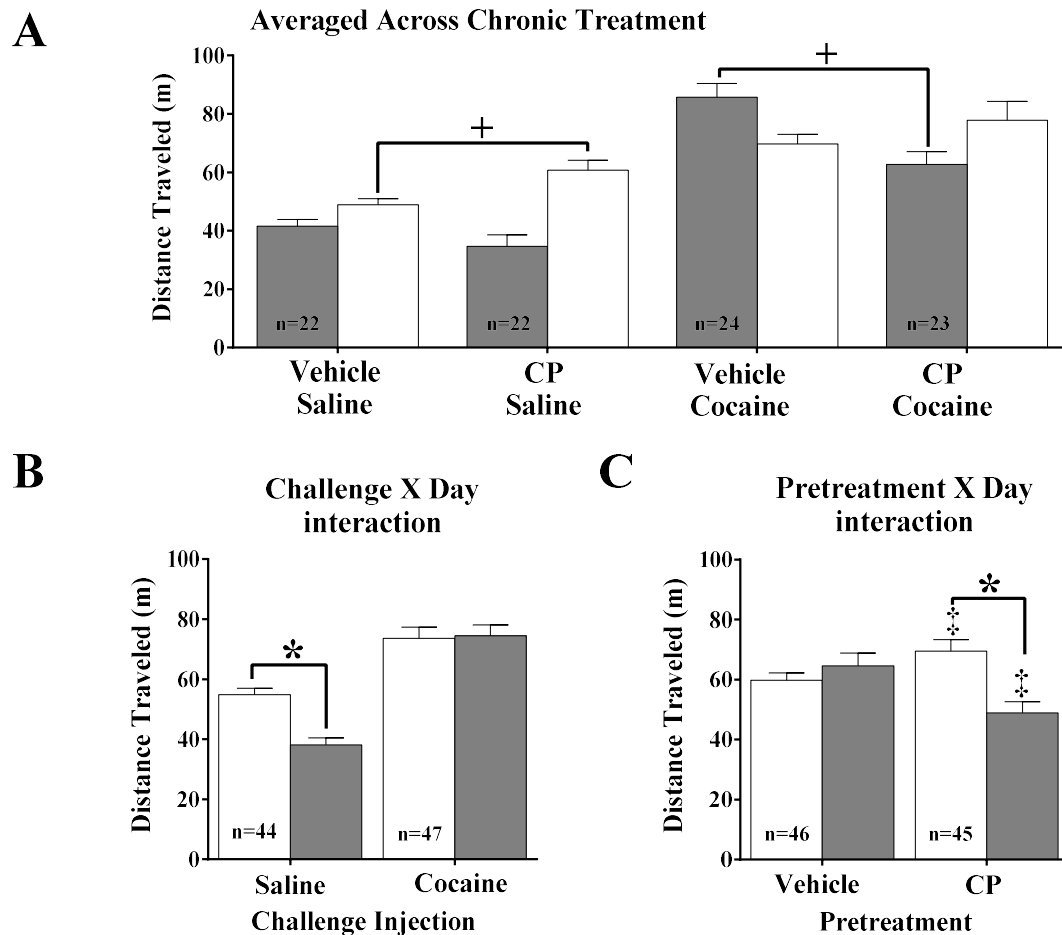 A
Averaged Across Chronic Treatment
Distance Traveled (m)
100
80
60
40
20
0
+
+
n=22
n=22
n=24
n=23
Vehicle
Saline
CP
Saline
Vehicle
Cocaine
CP
Cocaine
B
Challenge X Day
interaction
Distance Traveled (m)
100
80
60
40
20
0
*
n=44
n=47
Saline
Cocaine
Challenge Injection
C
Pretreatment X Day
interaction
Distance Traveled (m)
100
80
60
40
20
0
*
‡
‡
n=46
n=45
Vehicle
CP
Pretreatment